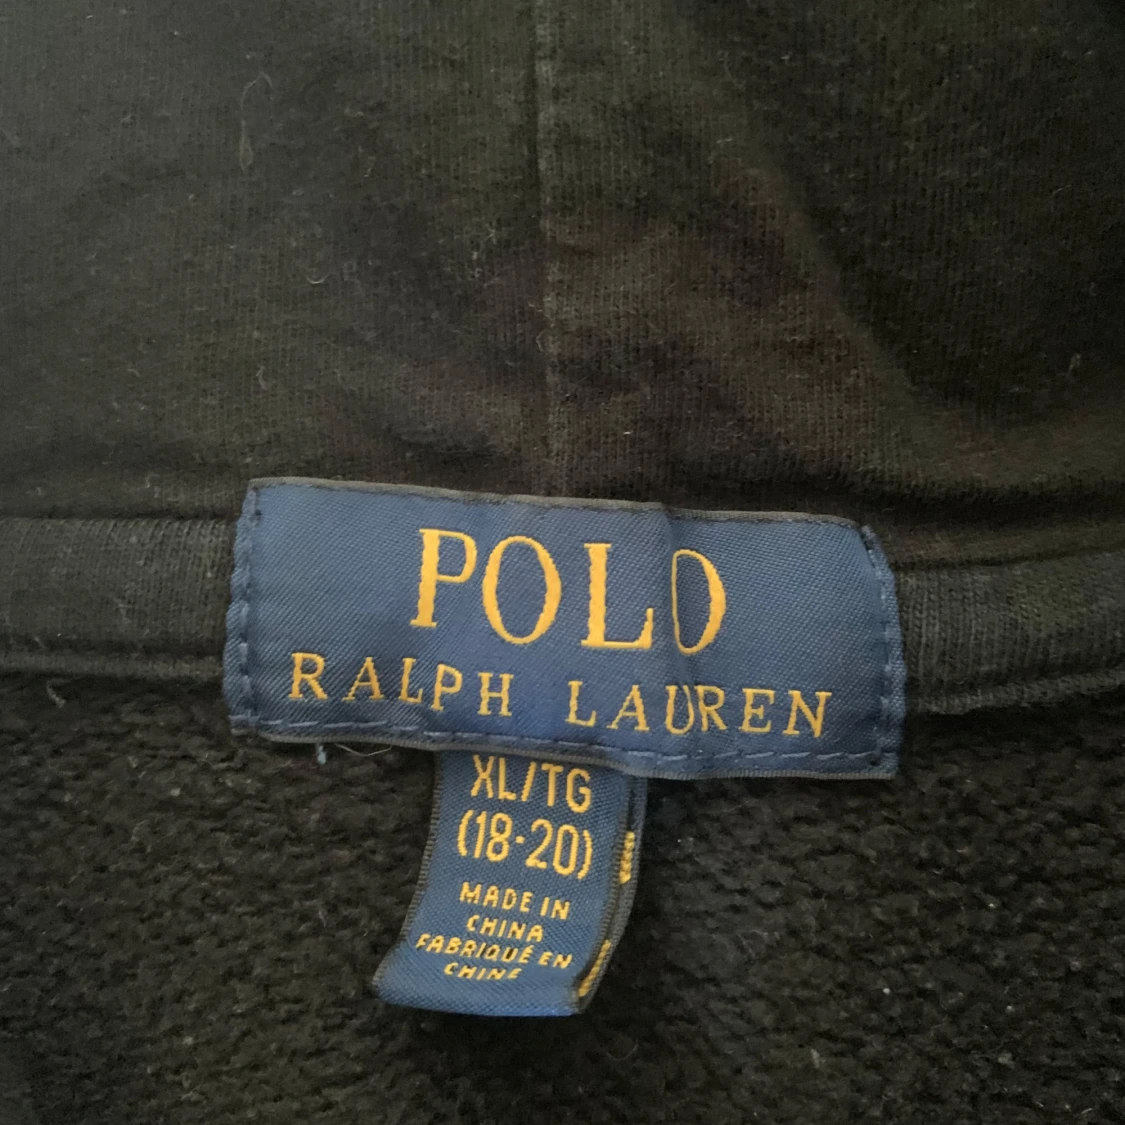 POLO
RALPH LAUREN
XL/TG
(18-20)
MADE IN
CHINA
FABRIQUÉ EN
CHINE